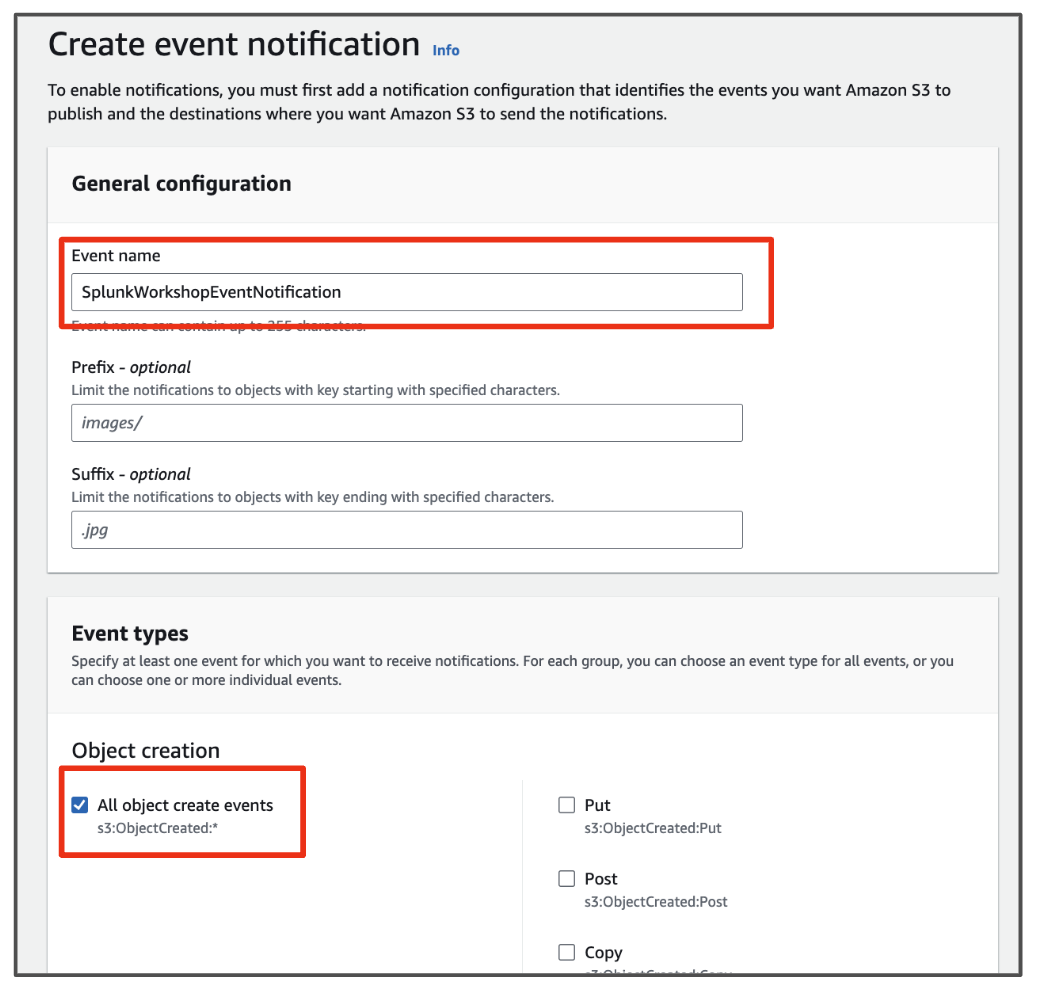 Create event notification Info
To enable notifications, you must first add a notification configuration that identifies the events you want Amazon S3 to
publish and the destinations where you want Amazon S3 to send the notifications.
General configuration
Event name
SplunkWorkshopEventNotification
Event name can contain up to 255 characters.
Prefix - optional
Limit the notifications to objects with key starting with specified characters.
images/
Suffix - optional
Limit the notifications to objects with key ending with specified characters.
.jpg
Event types
Specify at least one event for which you want to receive notifications. For each group, you can choose an event type for all events, or you
can choose one or more individual events.
Object creation
All object create events
s3:ObjectCreated:*
Put
s3:ObjectCreated:Put
Post
s3:ObjectCreated:Post
Copy
s3:ObjectCreated:Copy